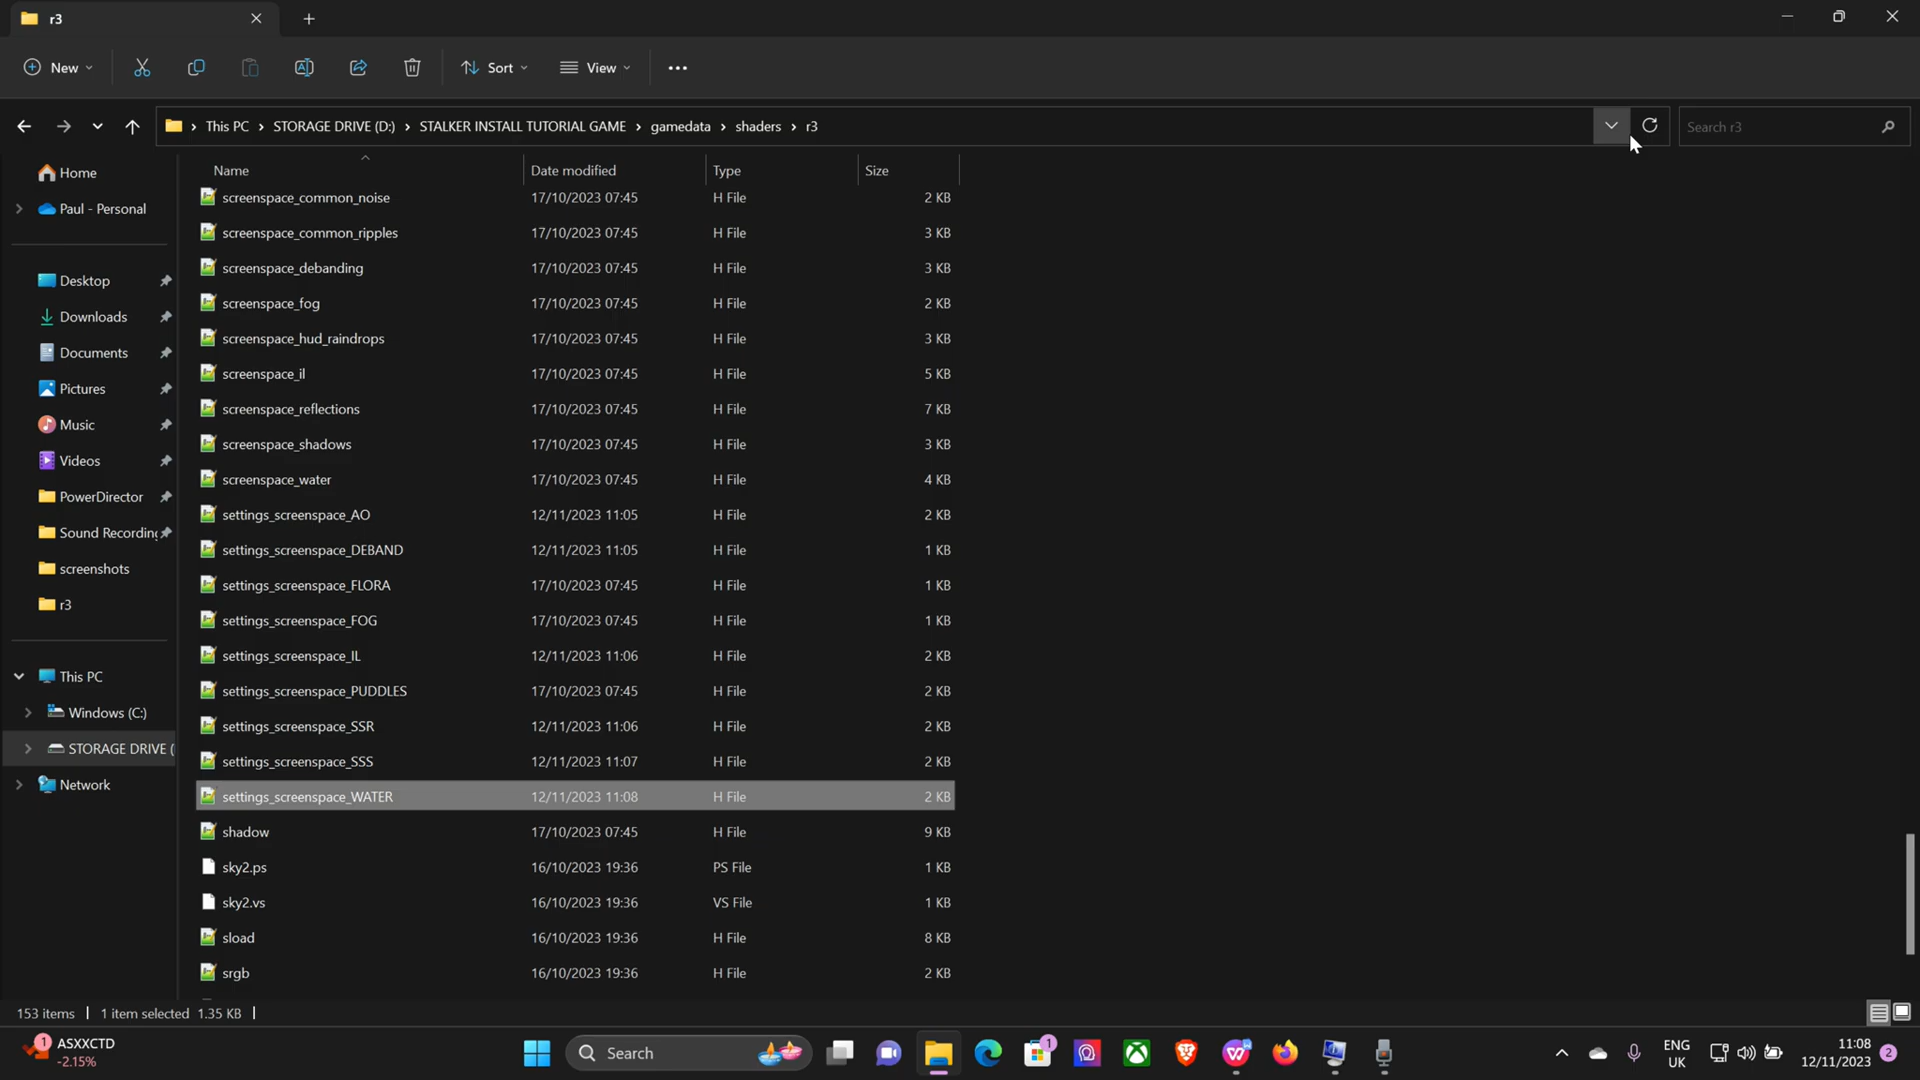 r3
New
Sort
View
This PC
STORAGE DRIVE (D:)
STALKER INSTALL TUTORIAL GAME
gamedata
shaders
r3
Search r3
Home
Paul - Personal
Desktop
Downloads
Documents
Pictures
Music
Videos
PowerDirector
Sound Recording
screenshots
r3
This PC
Windows (C:)
STORAGE DRIVE (
Network
Name Date modified Type Size
screenspace_common_noise 17/10/2023 07:45 H File 2 KB
screenspace_common_ripples 17/10/2023 07:45 H File 3 KB
screenspace_debanding 17/10/2023 07:45 H File 3 KB
screenspace_fog 17/10/2023 07:45 H File 2 KB
screenspace_hud_raindrops 17/10/2023 07:45 H File 3 KB
screenspace_il 17/10/2023 07:45 H File 5 KB
screenspace_reflections 17/10/2023 07:45 H File 7 KB
screenspace_shadows 17/10/2023 07:45 H File 3 KB
screenspace_water 17/10/2023 07:45 H File 4 KB
settings_screenspace_AO 12/11/2023 11:05 H File 2 KB
settings_screenspace_DEBAND 12/11/2023 11:05 H File 1 KB
settings_screenspace_FLORA 17/10/2023 07:45 H File 1 KB
settings_screenspace_FOG 17/10/2023 07:45 H File 1 KB
settings_screenspace_IL 12/11/2023 11:06 H File 2 KB
settings_screenspace_PUDDLES 17/10/2023 07:45 H File 2 KB
settings_screenspace_SSR 12/11/2023 11:06 H File 2 KB
settings_screenspace_SSS 12/11/2023 11:07 H File 2 KB
settings_screenspace_WATER 12/11/2023 11:08 H File 2 KB
shadow 17/10/2023 07:45 H File 9 KB
sky2.ps 16/10/2023 19:36 PS File 1 KB
sky2.vs 16/10/2023 19:36 VS File 1 KB
sload 16/10/2023 19:36 H File 8 KB
srgb 16/10/2023 19:36 H File 2 KB
153 items 1 item selected 1.35 KB
1
ASXXCTD
-2.15%
Search
1
ENG
UK
11:08
12/11/2023
2